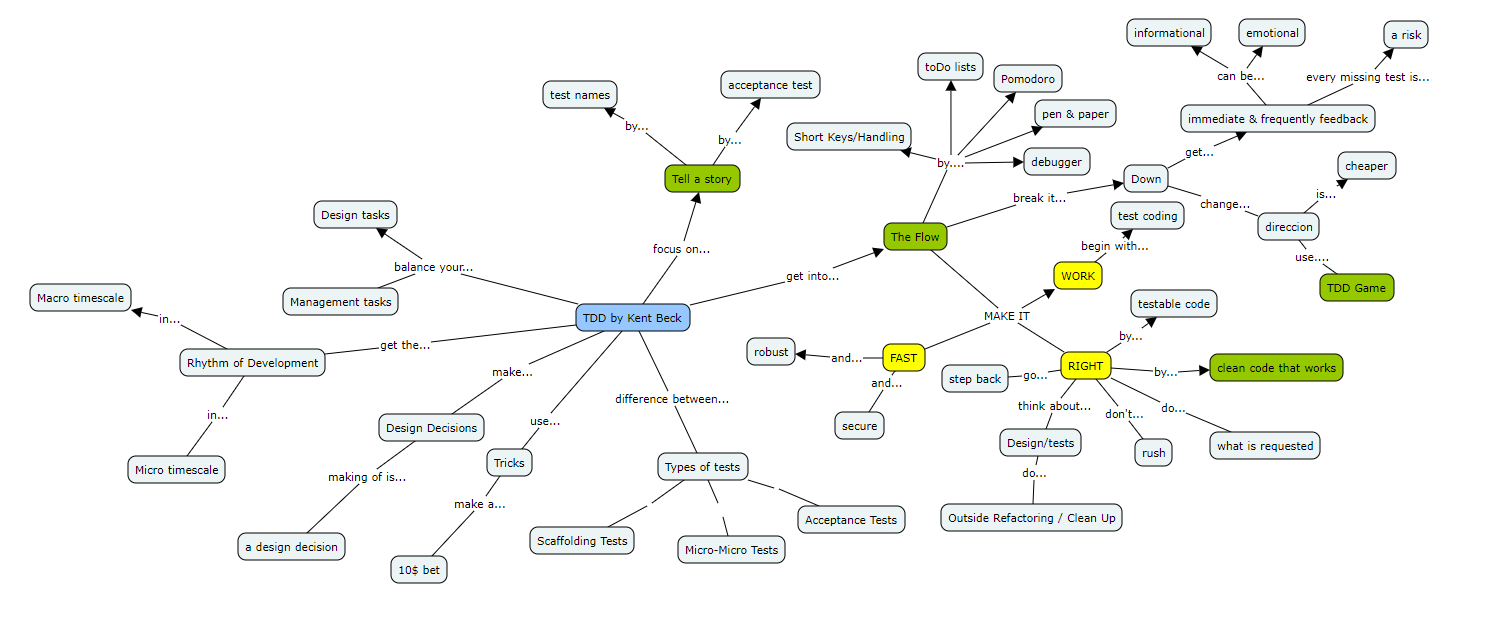 informational
emotional
a risk
can be...
every missing test is...
toDo lists
Pomodoro
test names
acceptance test
pen & paper
immediate & frequently feedback
by...
by...
Short Keys/Handling
by....
debugger
get...
cheaper
Tell a story
Down
break it...
is...
change...
Design tasks
test coding
direccion
The Flow
begin with...
focus on...
use....
balance your...
get into...
WORK
TDD Game
Macro timescale
Management tasks
testable code
in...
TDD by Kent Beck
MAKE IT
get the...
by...
robust
and...
FAST
Rhythm of Development
RIGHT
clean code that works
make...
step back
go...
by...
and...
difference between...
think about...
don't...
do...
in...
use...
Design Decisions
secure
Design/tests
rush
what is requested
Micro timescale
making of is...
Tricks
Types of tests
do...
make a...
Acceptance Tests
Outside Refactoring / Clean Up
a design decision
Scaffolding Tests
Micro-Micro Tests
10$ bet